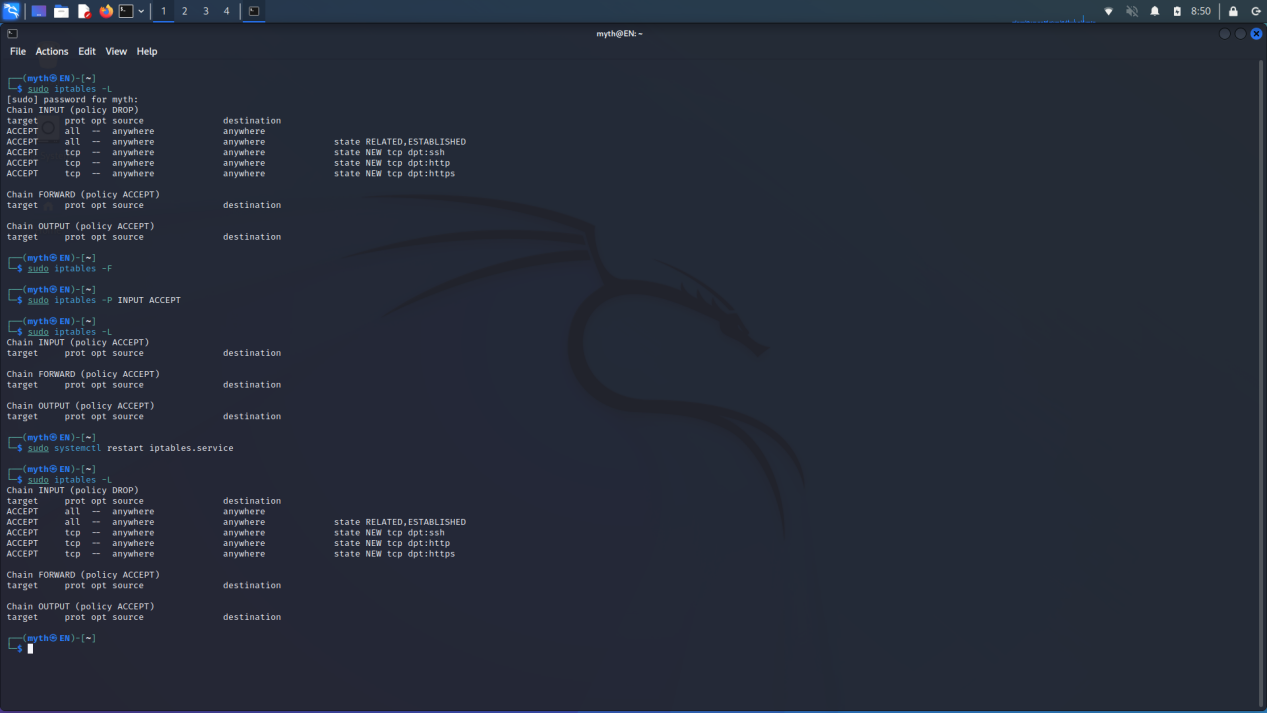 1 2 3 4 8:50
myth@EN: ~
File Actions Edit View Help
┌──(myth㉿EN)-[~]
└─$ sudo iptables -L
[sudo] password for myth:
Chain INPUT (policy DROP)
target prot opt source destination
ACCEPT all -- anywhere anywhere
ACCEPT all -- anywhere anywhere state RELATED,ESTABLISHED
ACCEPT tcp -- anywhere anywhere state NEW tcp dpt:ssh
ACCEPT tcp -- anywhere anywhere state NEW tcp dpt:http
ACCEPT tcp -- anywhere anywhere state NEW tcp dpt:https
Chain FORWARD (policy ACCEPT)
target prot opt source destination
Chain OUTPUT (policy ACCEPT)
target prot opt source destination
┌──(myth㉿EN)-[~]
└─$ sudo iptables -F
┌──(myth㉿EN)-[~]
└─$ sudo iptables -P INPUT ACCEPT
┌──(myth㉿EN)-[~]
└─$ sudo iptables -L
Chain INPUT (policy ACCEPT)
target prot opt source destination
Chain FORWARD (policy ACCEPT)
target prot opt source destination
Chain OUTPUT (policy ACCEPT)
target prot opt source destination
┌──(myth㉿EN)-[~]
└─$ sudo systemctl restart iptables.service
┌──(myth㉿EN)-[~]
└─$ sudo iptables -L
Chain INPUT (policy DROP)
target prot opt source destination
ACCEPT all -- anywhere anywhere
ACCEPT all -- anywhere anywhere state RELATED,ESTABLISHED
ACCEPT tcp -- anywhere anywhere state NEW tcp dpt:ssh
ACCEPT tcp -- anywhere anywhere state NEW tcp dpt:http
ACCEPT tcp -- anywhere anywhere state NEW tcp dpt:https
Chain FORWARD (policy ACCEPT)
target prot opt source destination
Chain OUTPUT (policy ACCEPT)
target prot opt source destination
┌──(myth㉿EN)-[~]
└─$